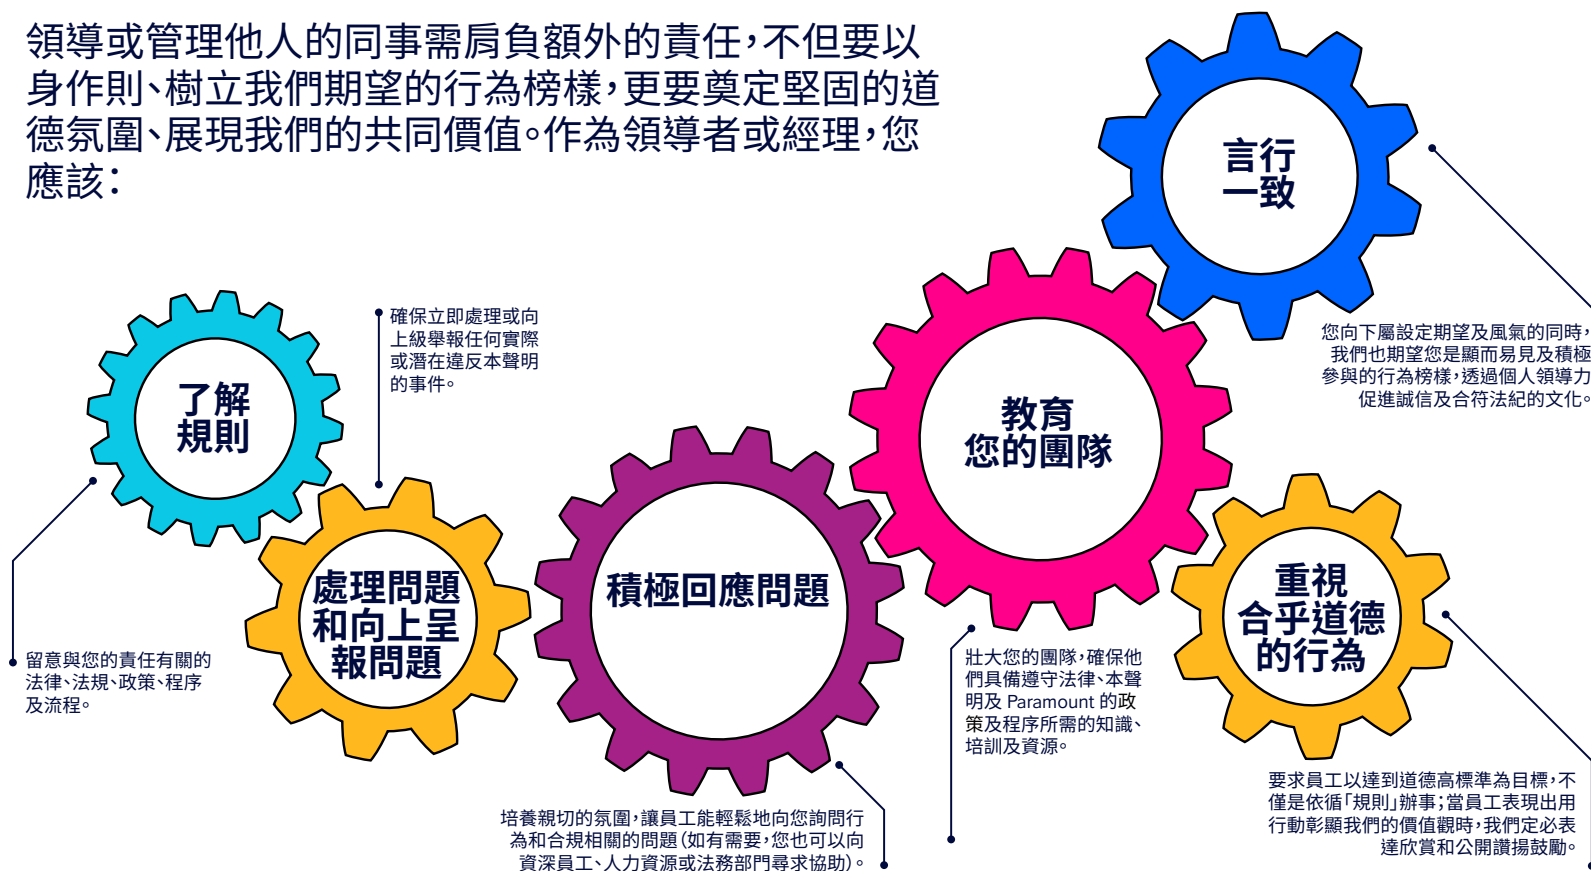 領導或管理他人的同事需肩負額外的責任，不但要以
身作則、樹立我們期望的行為榜樣，更要奠定堅固的道
德氛圍、展現我們的共同價值。作為領導者或經理，您
應該：
了解
規則
留意與您的責任有關的
法律、法規、政策、程序
及流程。
處理問題
和向上呈
報問題
確保立即處理或向
上級舉報任何實際
或潛在違反本聲明
的事件。
積極回應問題
培養親切的氛圍，讓員工能輕鬆地向您詢問行
為和合規相關的問題（如有需要，您也可以向
資深員工、人力資源或法務部門尋求協助）。
教育
您的團隊
壯大您的團隊，確保他
們具備遵守法律、本聲
明及 Paramount 的政
策及程序所需的知識、
培訓及資源。
言行
一致
您向下屬設定期望及風氣的同時，
我們也期望您是顯而易見及積極
參與的行為榜樣，透過個人領導力
促進誠信及合符法紀的文化。
重視
合乎道德
的行為
要求員工以達到道德高標準為目標，不
僅是依循「規則」辦事；當員工表現出用
行動彰顯我們的價值觀時，我們定必表
達欣賞和公開讚揚鼓勵。